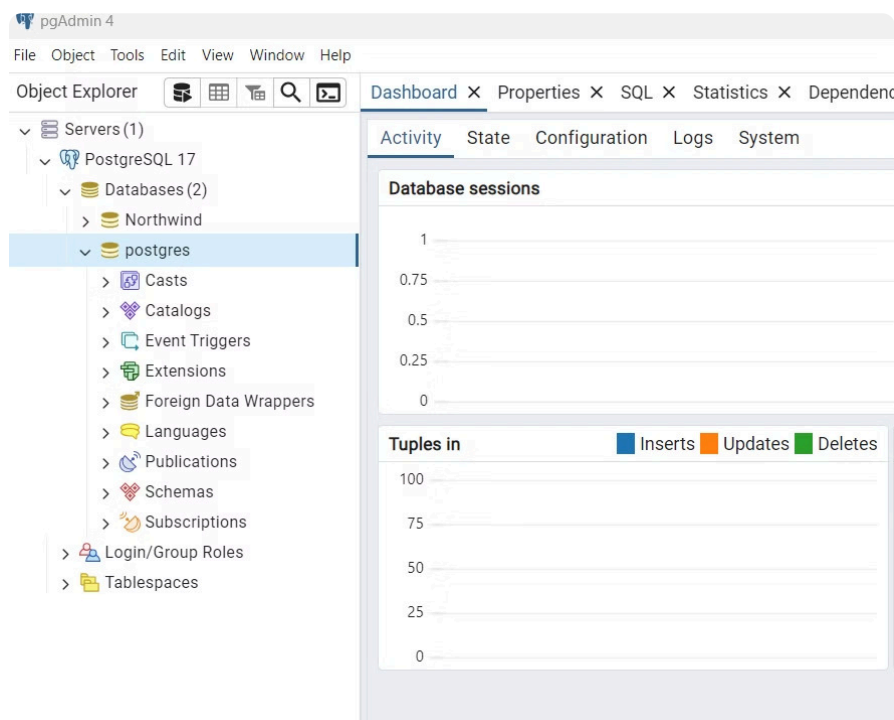 pgAdmin 4
File Object Tools Edit View Window Help
Object Explorer
Dashboard Properties SQL Statistics Dependenc
Servers (1)
PostgreSQL 17
Databases (2)
Northwind
postgres
Casts
Catalogs
Event Triggers
Extensions
Foreign Data Wrappers
Languages
Publications
Schemas
Subscriptions
Login/Group Roles
Tablespaces
Activity State Configuration Logs System
Database sessions
1
0.75
0.5
0.25
0
Tuples in Inserts Updates Deletes
100
75
50
25
0